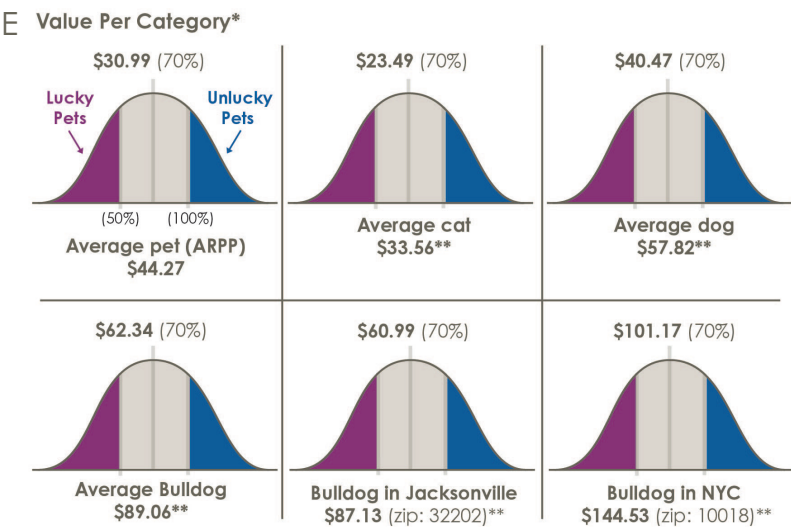 E Value Per Category*
$30.99 (70%)
Lucky Pets
Unlucky Pets
(50%) (100%)
Average pet (ARPP)
$44.27
$23.49 (70%)
Average cat
$33.56**
$40.47 (70%)
Average dog
$57.82**
$62.34 (70%)
Average Bulldog
$89.06**
$60.99 (70%)
Bulldog in Jacksonville
$87.13 (zip: 32202)**
$101.17 (70%)
Bulldog in NYC
$144.53 (zip: 10018)**